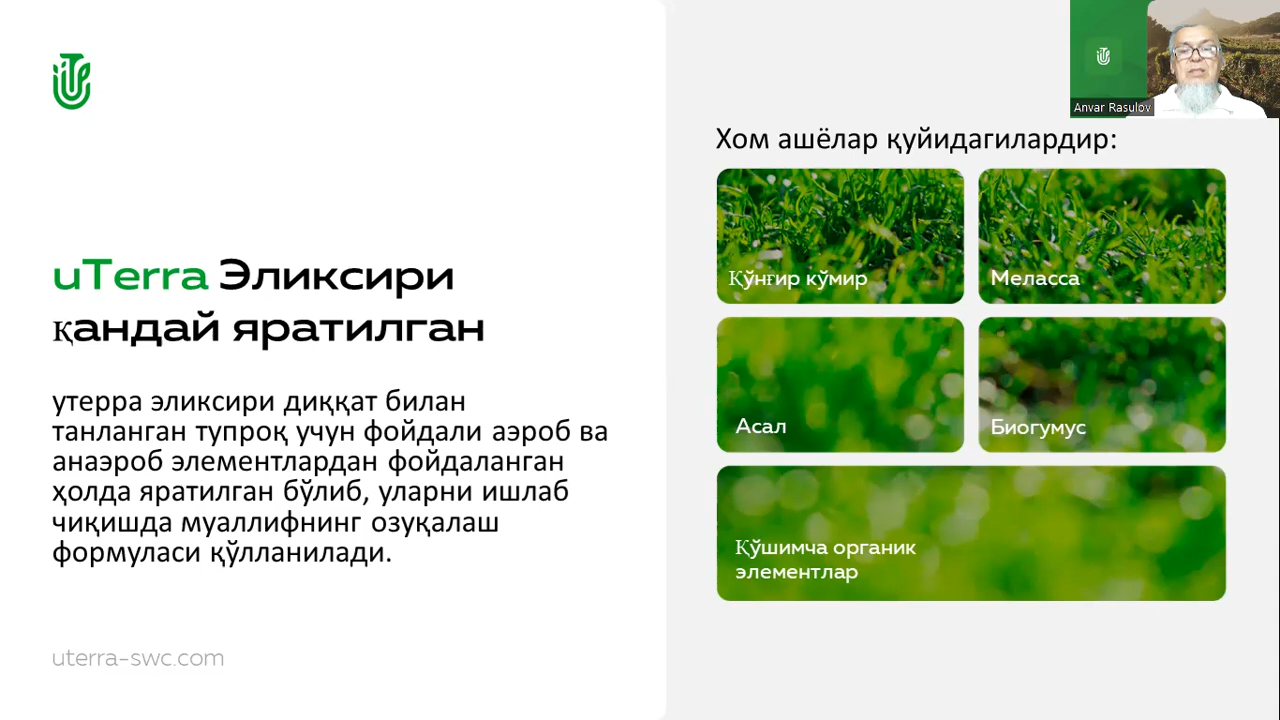 uTerra Эликсири
қандай яратилган
утерра эликсири диққат билан
танланган тупроқ учун фойдали аэроб ва
анаэроб элементлардан фойдаланган
ҳолда яратилган бўлиб, уларни ишлаб
чиқишда муаллифнинг озуқалаш
формуласи қўлланилади.
uterra-swc.com
Anvar Rasulov
Хом ашёлар қуйидагилардир:
Қўнғир кўмир
Меласса
Асал
Биогумус
Қўшимча органик
элементлар